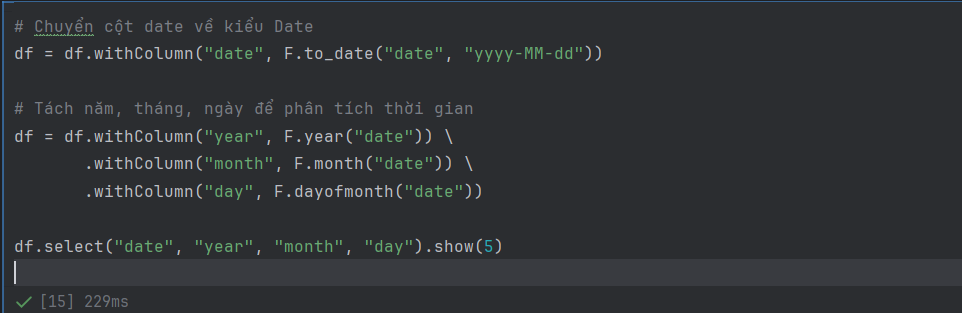 # Chuyển cột date về kiểu Date
df = df.withColumn("date", F.to_date("date", "yyyy-MM-dd"))
# Tách năm, tháng, ngày để phân tích thời gian
df = df.withColumn("year", F.year("date")) \
.withColumn("month", F.month("date")) \
.withColumn("day", F.dayofmonth("date"))
df.select("date", "year", "month", "day").show(5)
[15] 229ms